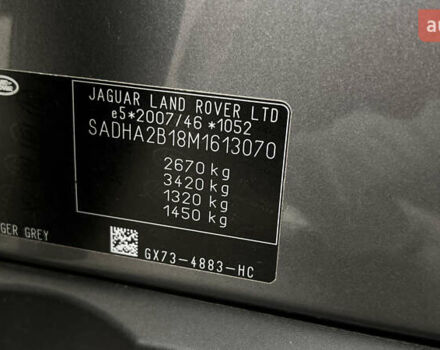 JAGUAR LAND ROVER LTD
e5*2007/46 *1052
SADHA2B18M1613070
2670 kg
3420 kg
1320 kg
1450 kg
GER GREY
GX73-4883-HC